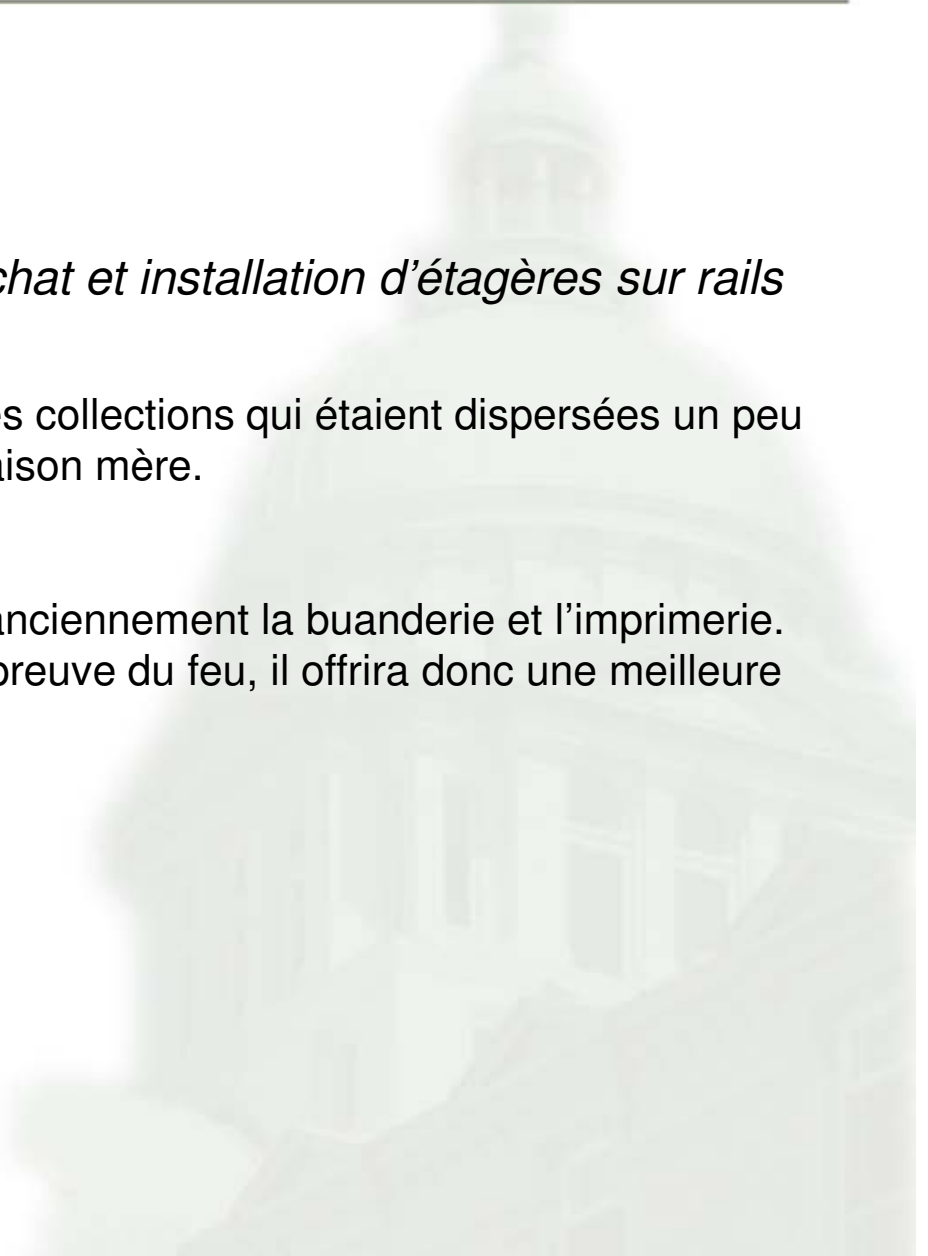 chat et installation d’étagères sur rails
es collections qui étaient dispersées un peu
aison mère.
anciennement la buanderie et l’imprimerie.
preuve du feu, il offrira donc une meilleure